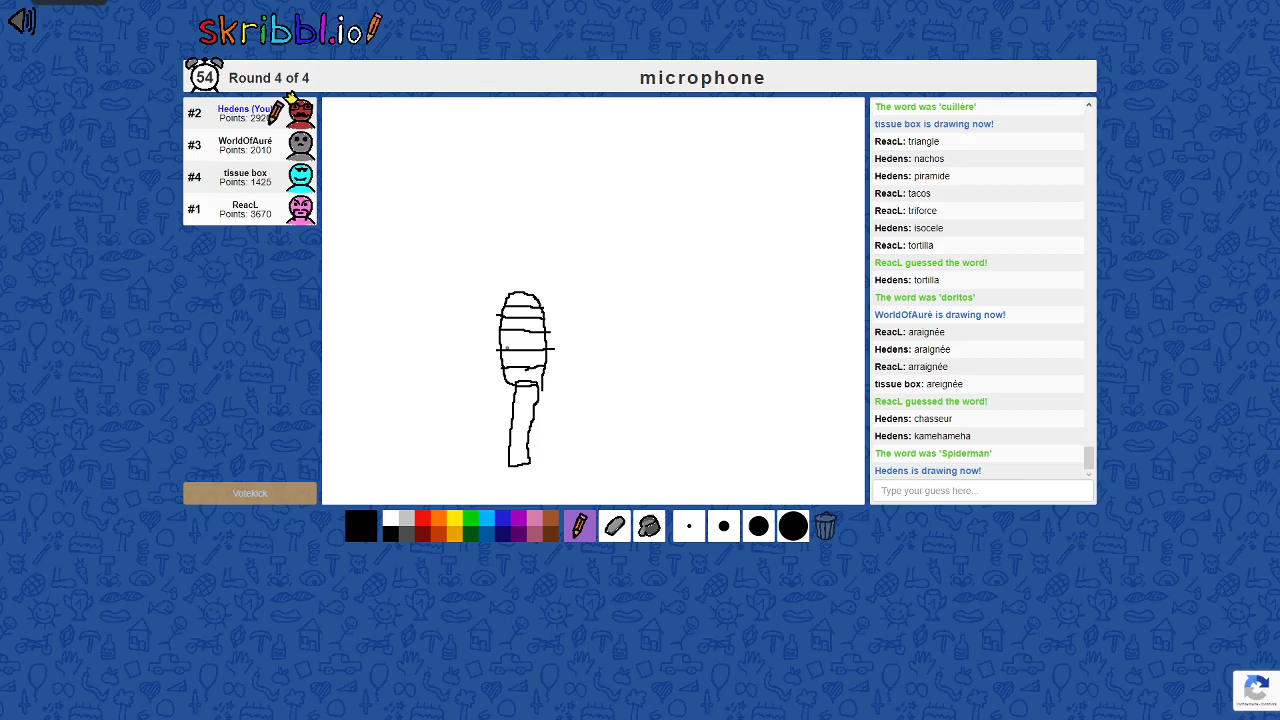 skribbl.io
54
Round 4 of 4
microphone
#2
Hedens (You)
#3
WorldOfAuré
Points: 2010
#4
tissue box
Points: 1425
#1
ReacL
Points: 3670
Votekick
The word was 'cuillère'
tissue box is drawing now!
ReacL: triangle
Hedens: nachos
Hedens: piramide
ReacL: tacos
ReacL: triforce
Hedens: isocele
ReacL: tortilla
ReacL guessed the word!
Hedens: tortilla
The word was 'doritos'
WorldOfAuré is drawing now!
ReacL: araignée
Hedens: araignée
ReacL: arraignée
tissue box: areignée
ReacL guessed the word!
Hedens: chasseur
Hedens: kamehameha
The word was 'Spiderman'
Hedens is drawing now!
Type your guess here...